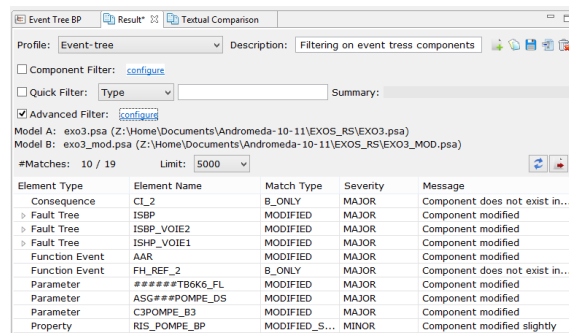 Event Tree BP Result* Textual Comparison
Profile: Event-tree Description: Filtering on event tress components
Component Filter: configure
Quick Filter: Type Summary:
Advanced Filter: configure
Model A: exo3.psa (Z:\Home\Documents\Andromeda-10-11\EXOS_RS\EXO3.psa)
Model B: exo3_mod.psa (Z:\Home\Documents\Andromeda-10-11\EXOS_RS\EXO3_MOD.psa)
#Matches: 10 / 19 Limit: 5000
Element Type Element Name Match Type Severity Message
Consequence CI_2 B_ONLY MAJOR Component does not exist in...
Fault Tree ISBP MODIFIED MAJOR Component modified
Fault Tree ISBP_VOIE2 MODIFIED MAJOR Component modified
Fault Tree ISHP_VOIE1 MODIFIED MAJOR Component modified
Function Event AAR MODIFIED MAJOR Component modified
Function Event FH_REF_2 B_ONLY MAJOR Component does not exist in...
Parameter ######TB6K6_FL MODIFIED MAJOR Component modified
Parameter ASG###POMPE_DS MODIFIED MAJOR Component modified
Parameter C3POMPE_B3 MODIFIED MAJOR Component modified
Property RIS_POMPE_BP MODIFIED_S... MINOR Component modified slightly